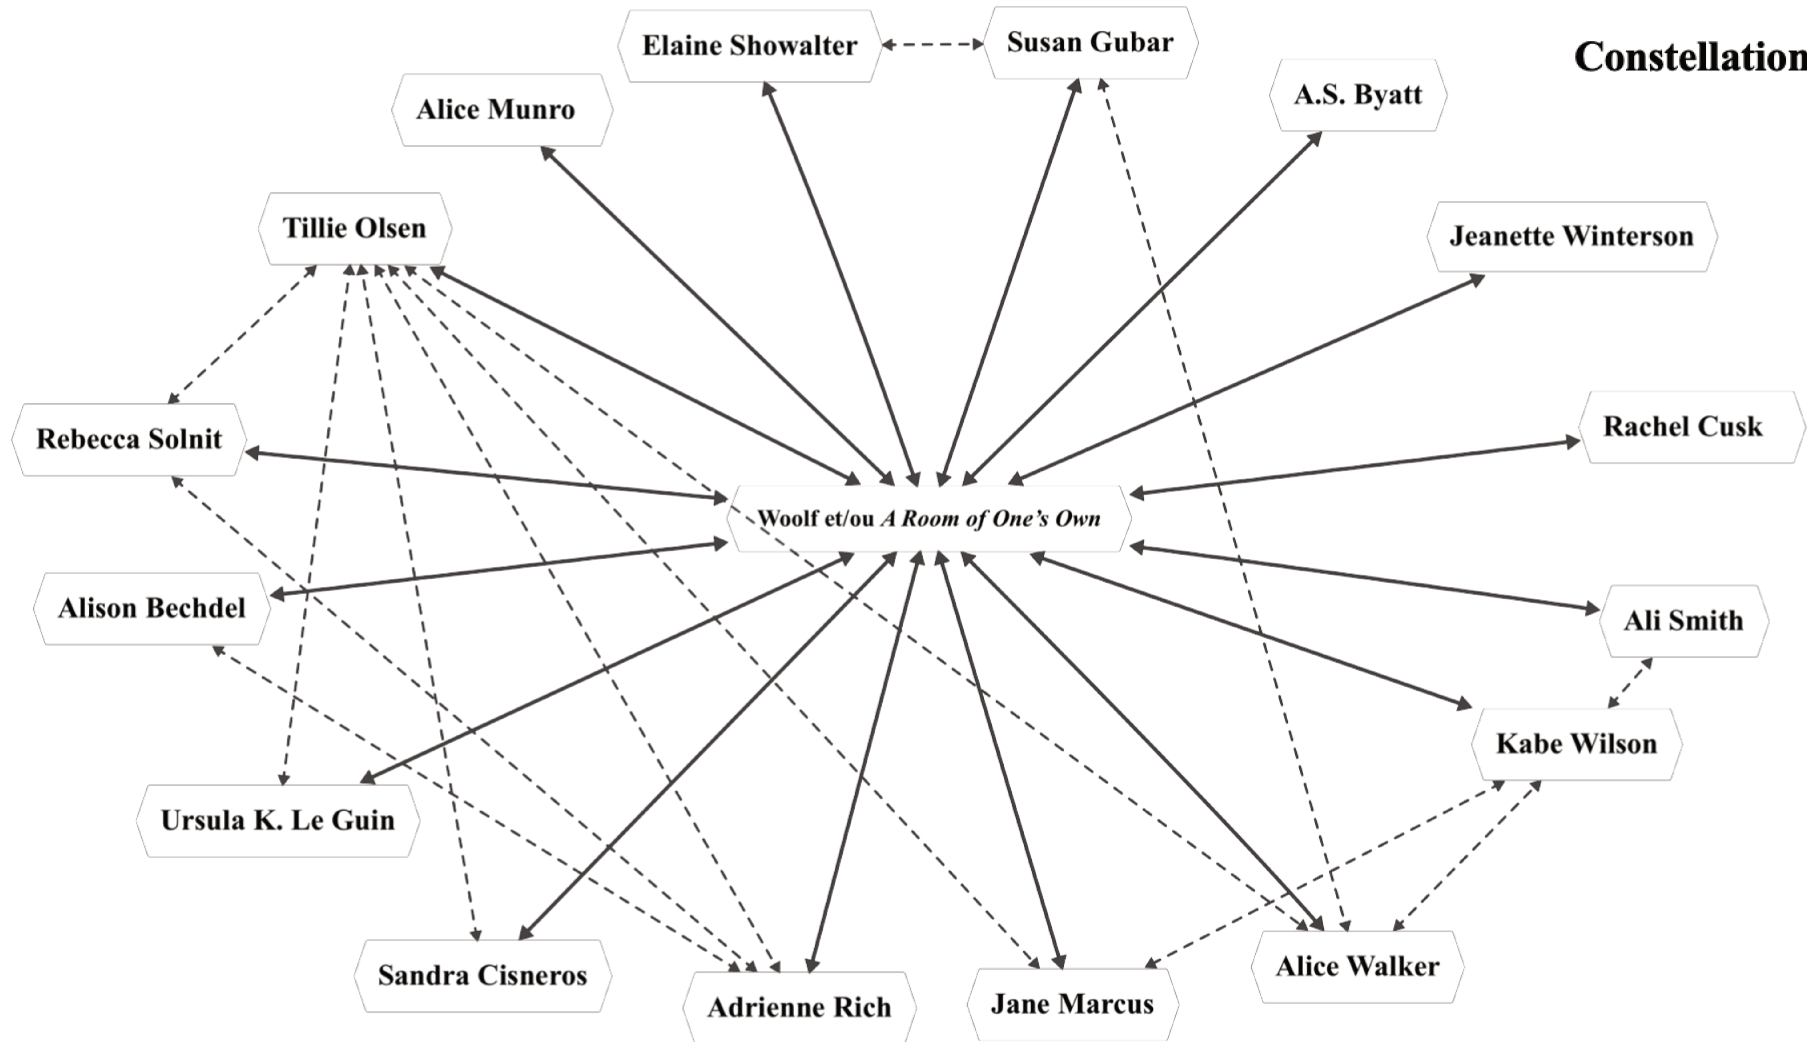 Elaine Showalter
Susan Gubar
Constellation
Alice Munro
A.S. Byatt
Tillie Olsen
Jeanette Winterson
Rebecca Solnit
Rachel Cusk
Woolf et/ou A Room of One’s Own
Alison Bechdel
Ali Smith
Kabe Wilson
Ursula K. Le Guin
Sandra Cisneros
Adrienne Rich
Jane Marcus
Alice Walker